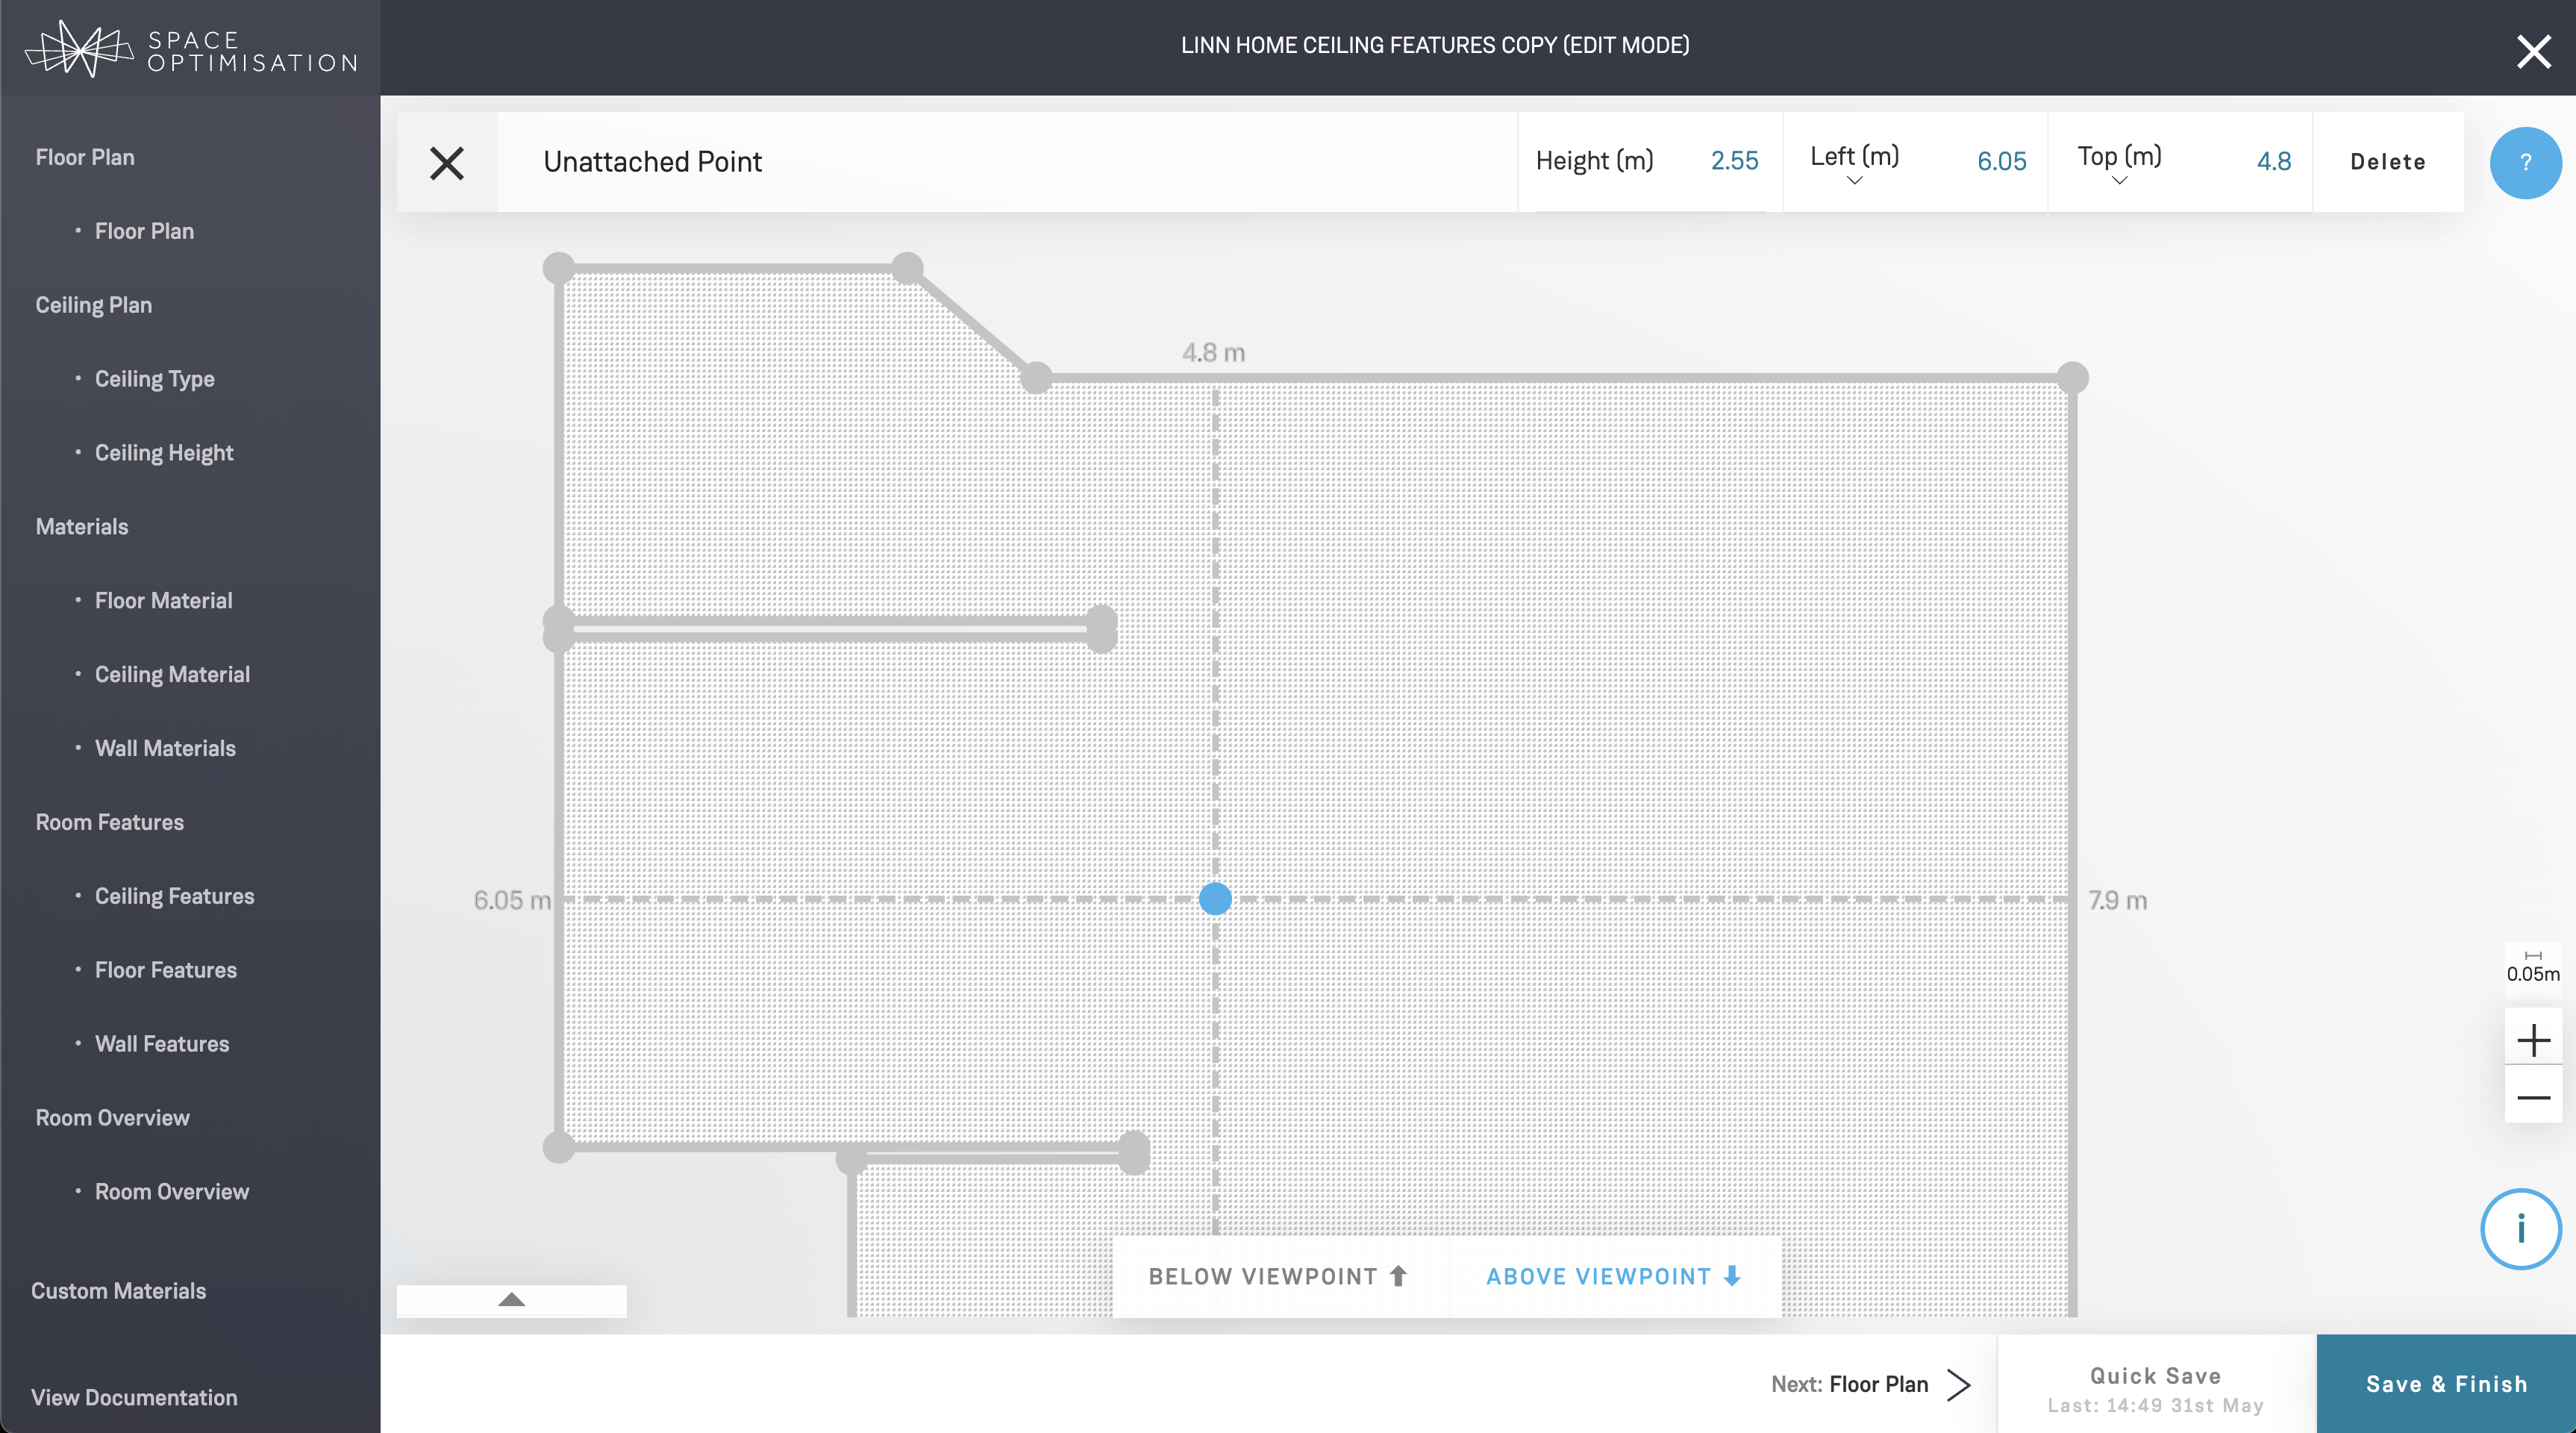 SPACE
OPTIMISATION
LINN HOME CEILING FEATURES COPY (EDIT MODE)
Floor Plan
• Floor Plan
Ceiling Plan
• Ceiling Type
• Ceiling Height
Materials
• Floor Material
• Ceiling Material
• Wall Materials
Room Features
• Ceiling Features
• Floor Features
• Wall Features
Room Overview
• Room Overview
Custom Materials
View Documentation
Unattached Point
Height (m) 2.55
Left (m) 6.05
Top (m) 4.8
Delete
?
4.8 m
6.05 m
7.9 m
0.05m
i
BELOW VIEWPOINT
ABOVE VIEWPOINT
Next: Floor Plan
Quick Save
Last: 14:49 31st May
Save & Finish